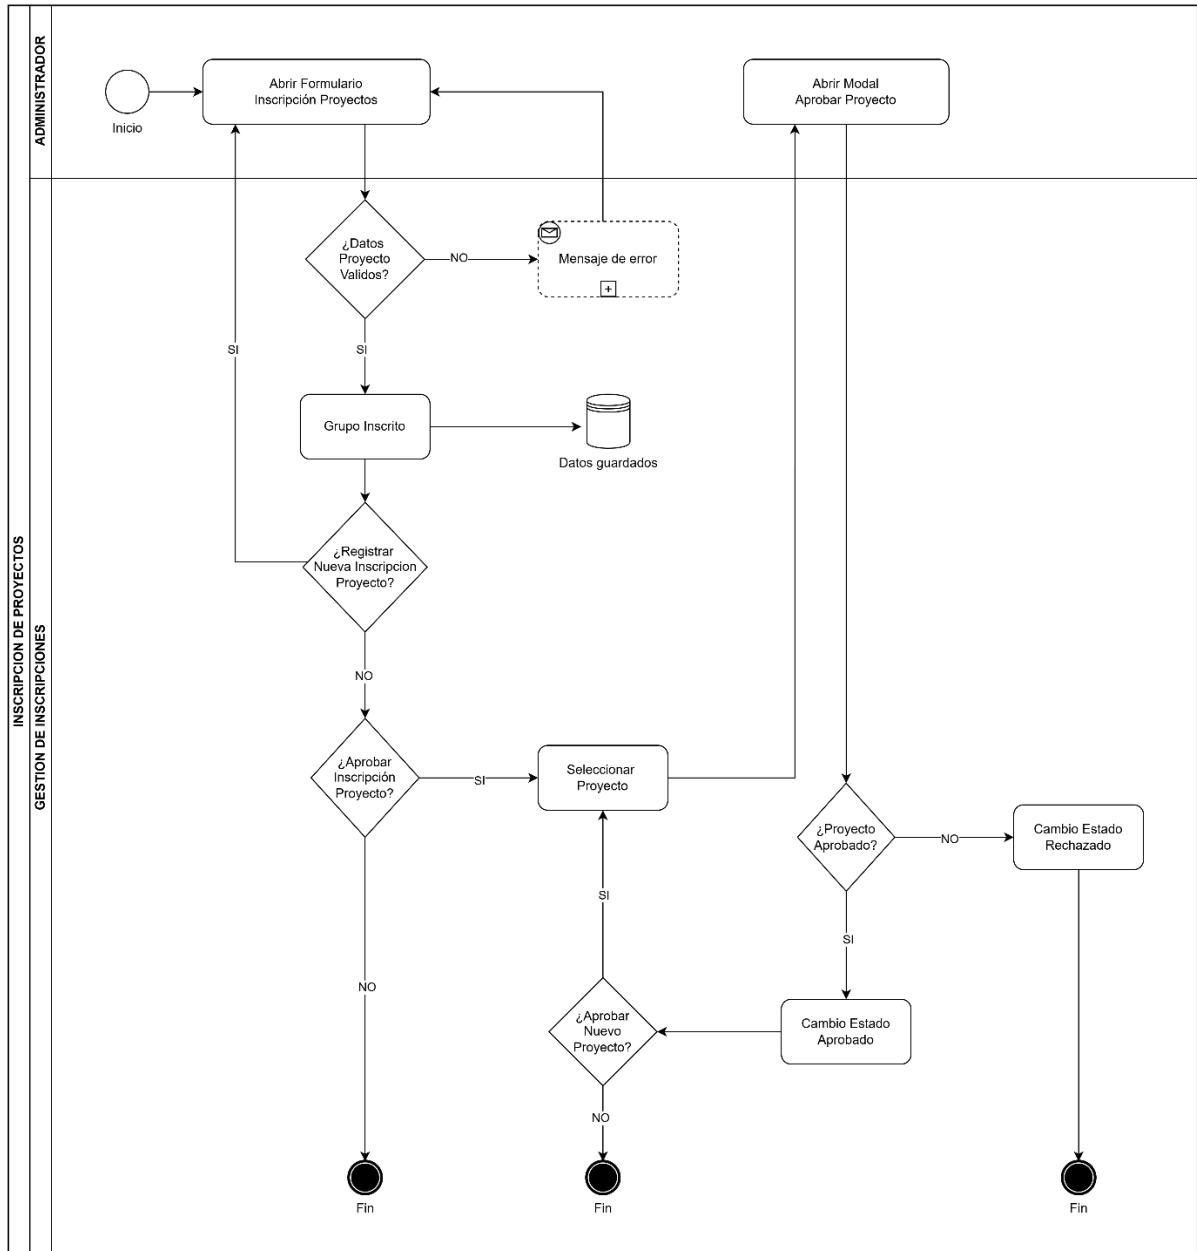 INSCRIPCION DE PROYECTOS
ADMINISTRADOR
GESTION DE INSCRIPCIONES
Inicio
Abrir Formulario
Inscripción Proyectos
Abrir Modal
Aprobar Proyecto
¿Datos
Proyecto
Validos?
NO
Mensaje de error
SI
SI
Grupo Inscrito
Datos guardados
¿Registrar
Nueva Inscripcion
Proyecto?
NO
¿Aprobar
Inscripción
Proyecto?
SI
Seleccionar
Proyecto
¿Proyecto
Aprobado?
NO
Cambio Estado
Rechazado
SI
SI
NO
¿Aprobar
Nuevo
Proyecto?
Cambio Estado
Aprobado
NO
Fin
Fin
Fin